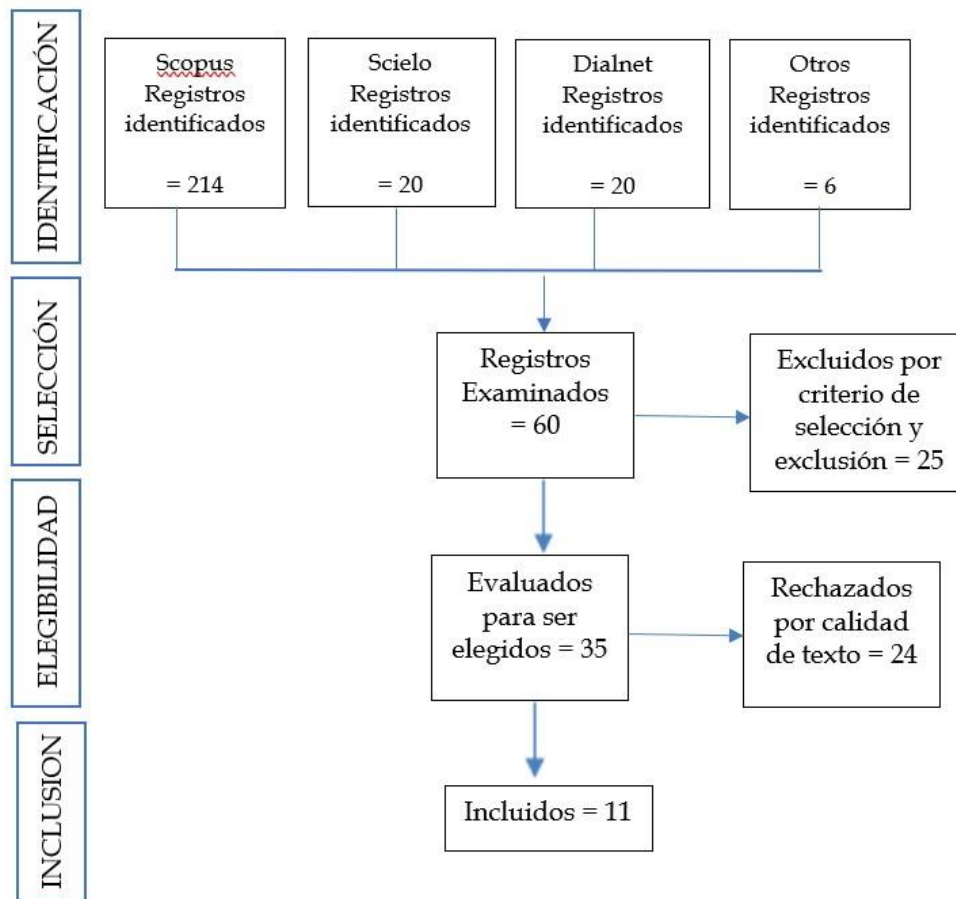 IDENTIFICACIÓN
Scopus
Registros
identificados
= 214
Scielo
Registros
identificados
= 20
Dialnet
Registros
identificados
= 20
Otros
Registros
identificados
= 6
SELECCIÓN
Registros
Examinados
= 60
Excluidos por
criterio de
selección y
exclusión = 25
ELEGIBILIDAD
Evaluados
para ser
elegidos = 35
Rechazados
por calidad
de texto = 24
INCLUSION
Incluidos = 11